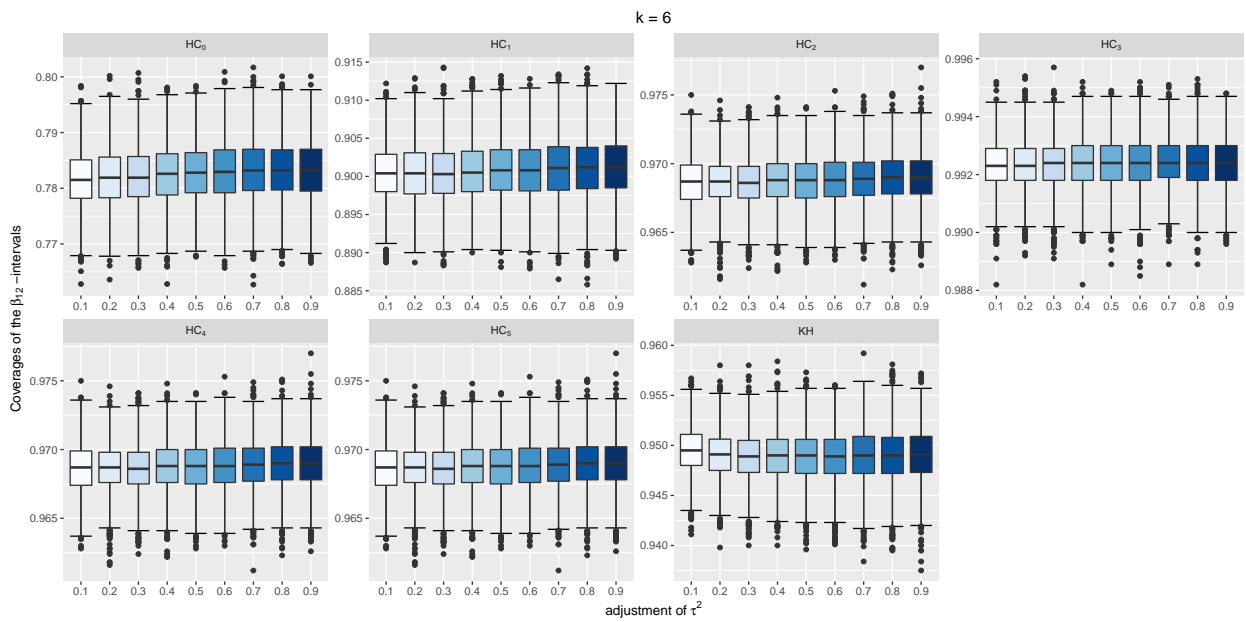 k = 6
HC₀
HC₁
HC₂
HC₃
0.80
0.79
0.78
0.77
0.915
0.910
0.905
0.900
0.895
0.890
0.885
0.975
0.970
0.965
0.996
0.994
0.992
0.990
0.988
0.1 0.2 0.3 0.4 0.5 0.6 0.7 0.8 0.9
0.1 0.2 0.3 0.4 0.5 0.6 0.7 0.8 0.9
0.1 0.2 0.3 0.4 0.5 0.6 0.7 0.8 0.9
0.1 0.2 0.3 0.4 0.5 0.6 0.7 0.8 0.9
Coverages of the β₁₂ −intervals
HC₄
HC₅
KH
0.975
0.970
0.965
0.975
0.970
0.965
0.960
0.955
0.950
0.945
0.940
0.1 0.2 0.3 0.4 0.5 0.6 0.7 0.8 0.9
0.1 0.2 0.3 0.4 0.5 0.6 0.7 0.8 0.9
0.1 0.2 0.3 0.4 0.5 0.6 0.7 0.8 0.9
adjustment of τ²